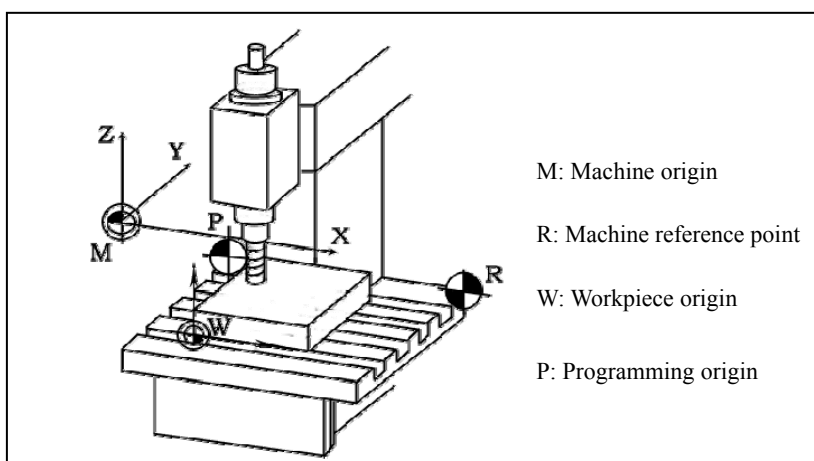 Z
Y
M
P
X
W
R
M: Machine origin
R: Machine reference point
W: Workpiece origin
P: Programming origin